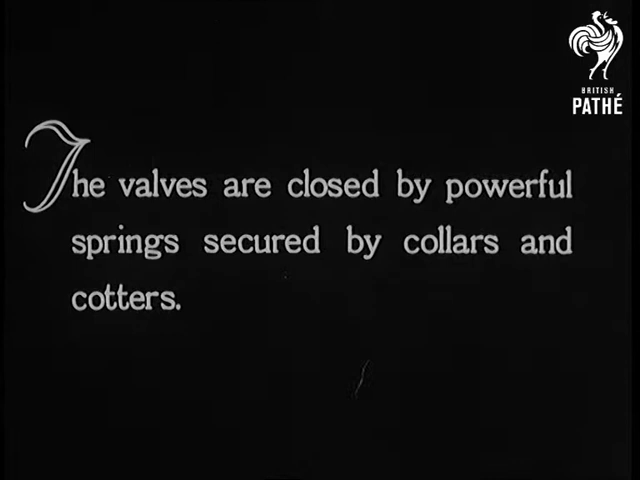 BRITISH
PATHÉ
The valves are closed by powerful
springs secured by collars and
cotters.